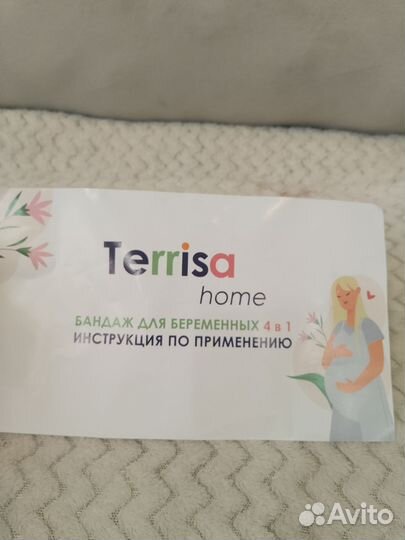 Terrisa
home
БАНДАЖ ДЛЯ БЕРЕМЕННЫХ 4 в 1
ИНСТРУКЦИЯ ПО ПРИМЕНЕНИЮ
Avito